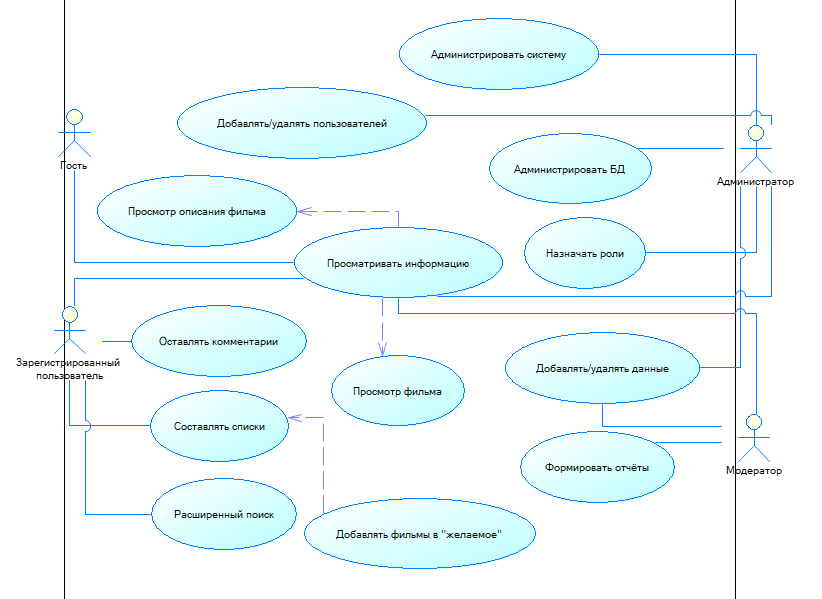 Администрировать систему
Добавлять/удалять пользователей
Гость
Администрировать БД
Администратор
Просмотр описания фильма
Назначать роли
Просматривать информацию
Оставлять комментарии
Зарегистрированный
пользователь
Добавлять/удалять данные
Просмотр фильма
Составлять списки
Формировать отчёты
Модератор
Расширенный поиск
Добавлять фильмы в "желаемое"